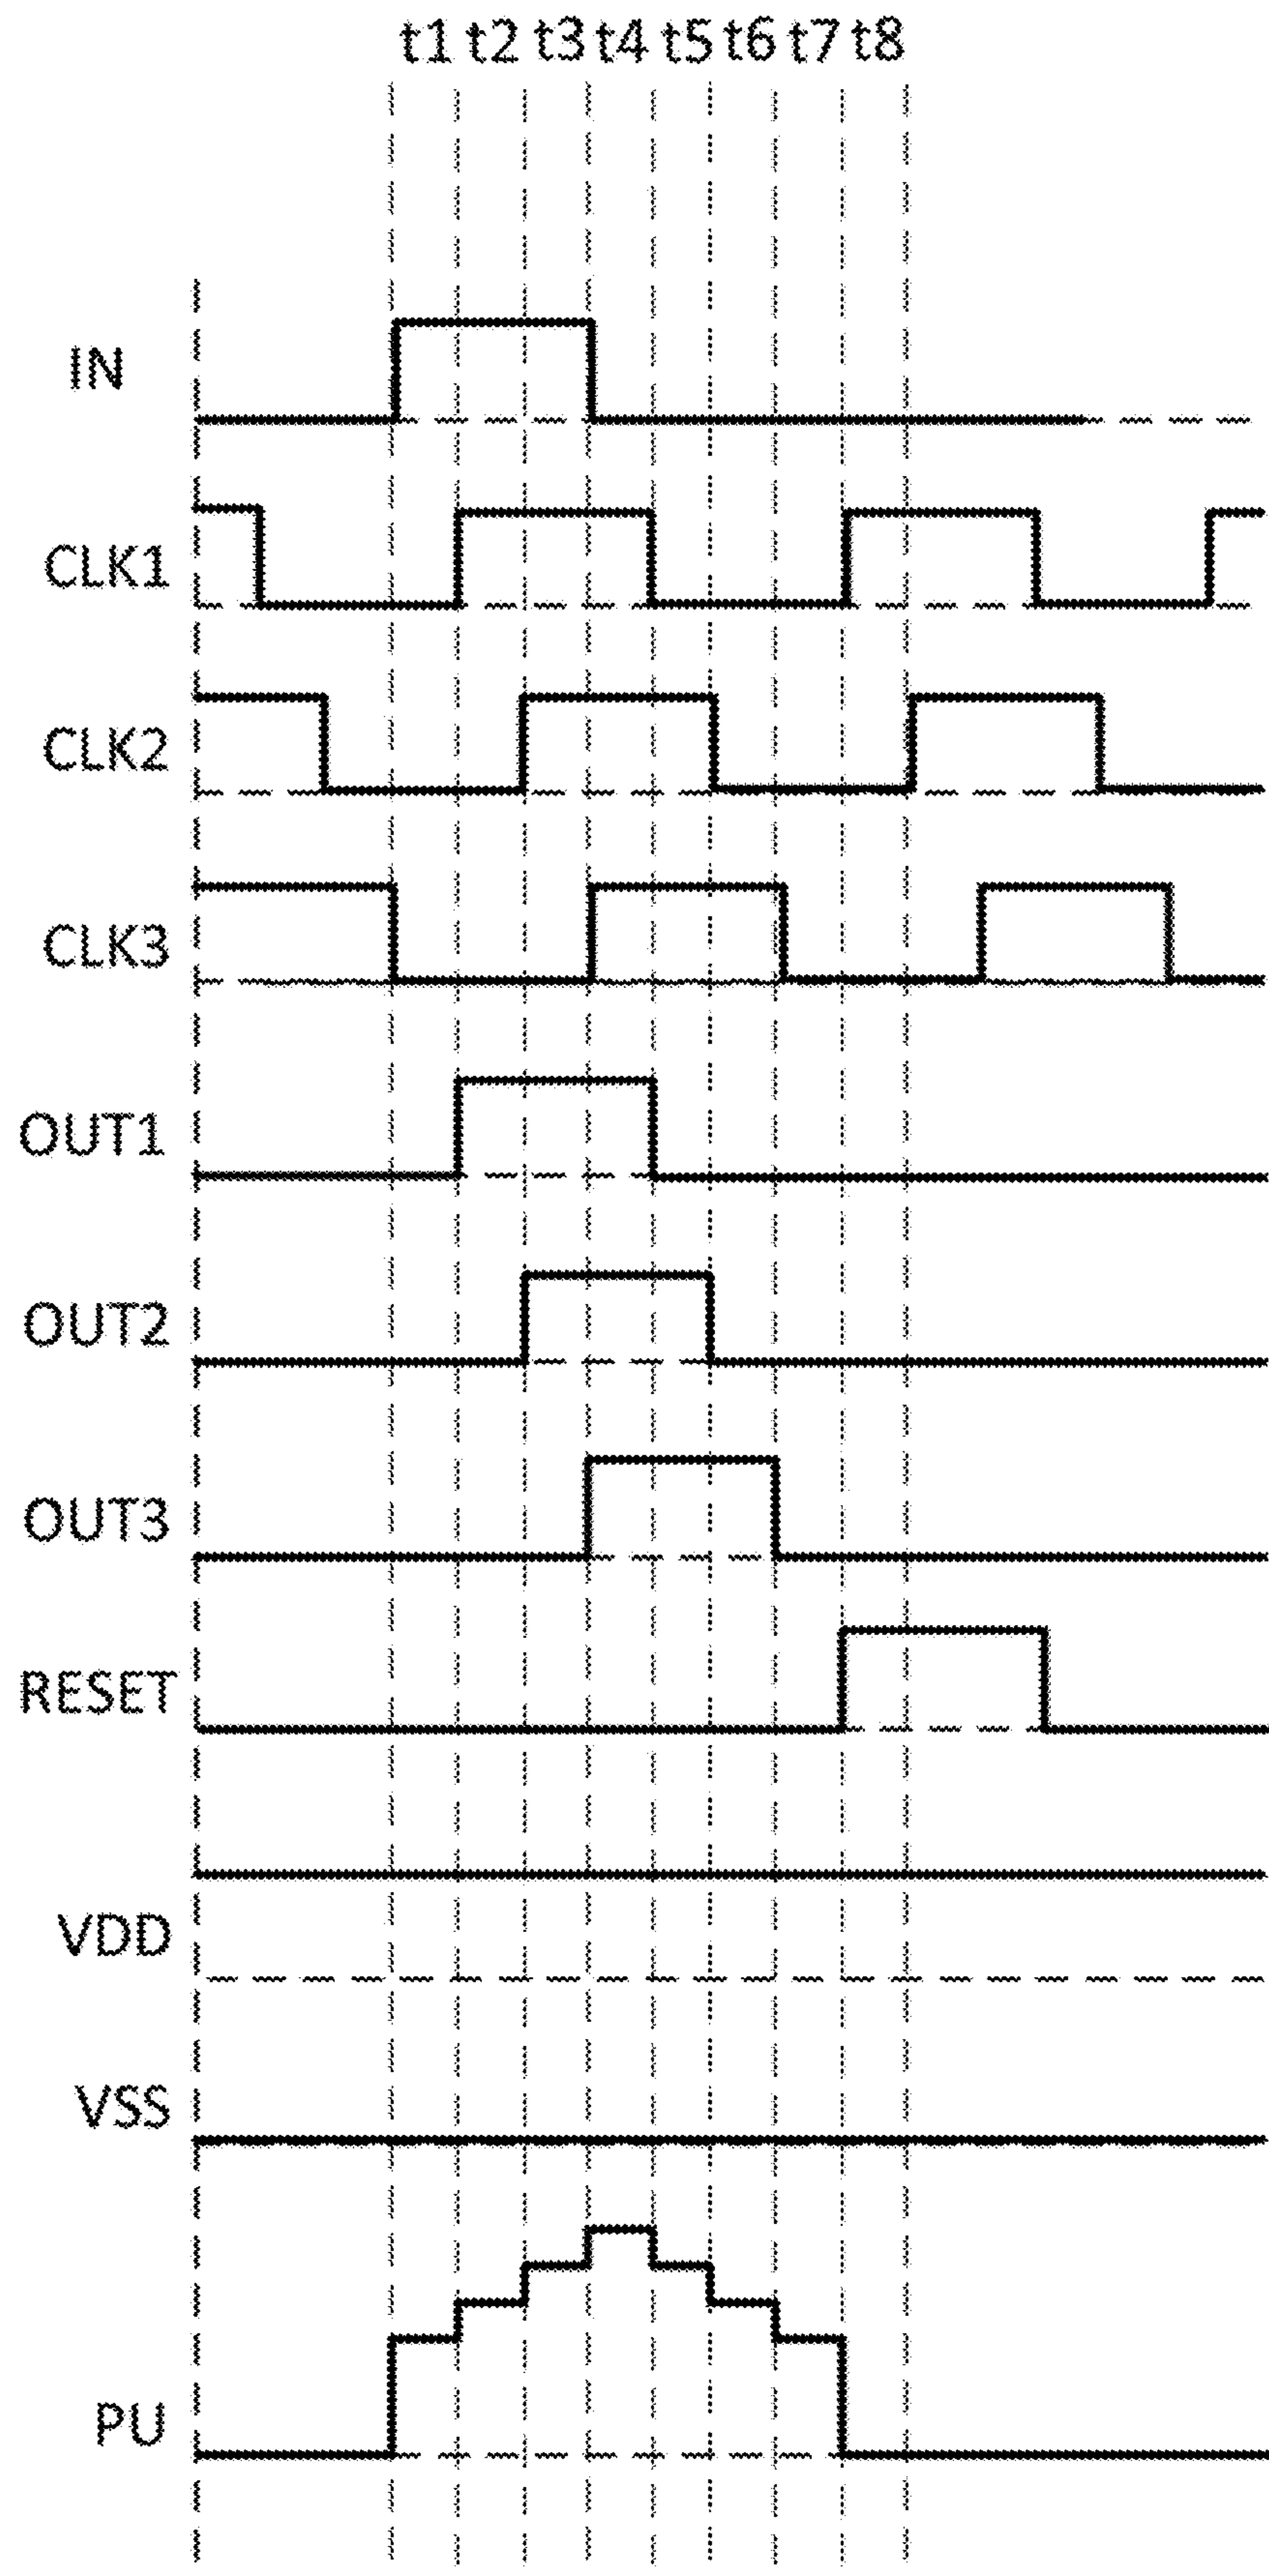 t1 t2 t3 t4 t5 t6 t7 t8
IN
CLK1
CLK2
CLK3
OUT1
OUT2
OUT3
RESET
VDD
VSS
PU